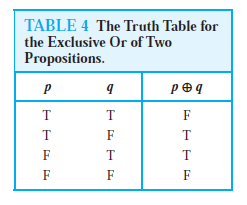 TABLE 4 The Truth Table for
the Exclusive Or of Two
Propositions.
p q p ⊕ q
T T F
T F T
F T T
F F F